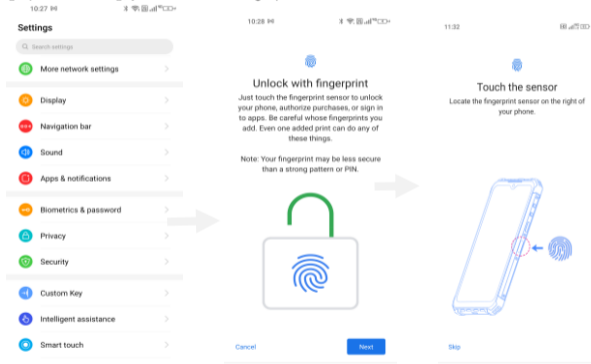 10:27
Settings
Search settings
More network settings
Display
Navigation bar
Sound
Apps & notifications
Biometrics & password
Privacy
Security
Custom Key
Intelligent assistance
Smart touch
10:28
Unlock with fingerprint
Just touch the fingerprint sensor to unlock
your phone, authorize purchases, or sign in
to apps. Be careful whose fingerprints you
add. Even one added print can do any of
these things.
Note: Your fingerprint may be less secure
than a strong pattern or PIN.
Cancel
Next
11:32
Touch the sensor
Locate the fingerprint sensor on the right of
your phone.
Skip